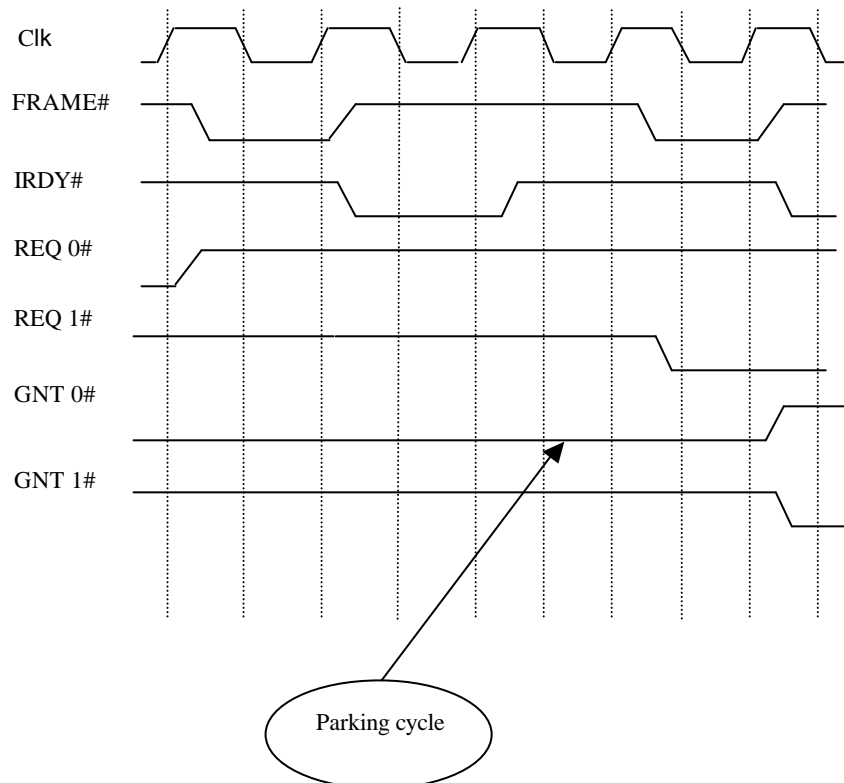 Clk
FRAME#
IRDY#
REQ 0#
REQ 1#
GNT 0#
GNT 1#
Parking cycle